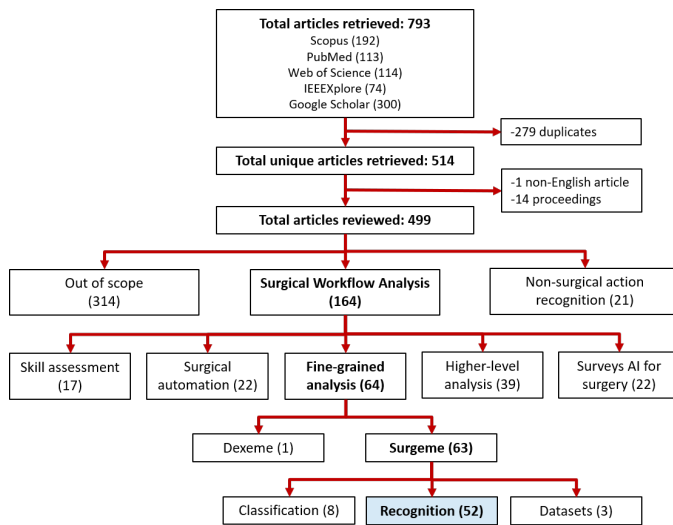 Total articles retrieved: 793
Scopus (192)
PubMed (113)
Web of Science (114)
IEEEXplore (74)
Google Scholar (300)
-279 duplicates
Total unique articles retrieved: 514
-1 non-English article
-14 proceedings
Total articles reviewed: 499
Out of scope
(314)
Surgical Workflow Analysis
(164)
Non-surgical action
recognition (21)
Skill assessment
(17)
Surgical
automation (22)
Fine-grained
analysis (64)
Higher-level
analysis (39)
Surveys AI for
surgery (22)
Dexeme (1)
Surgeme (63)
Classification (8)
Recognition (52)
Datasets (3)